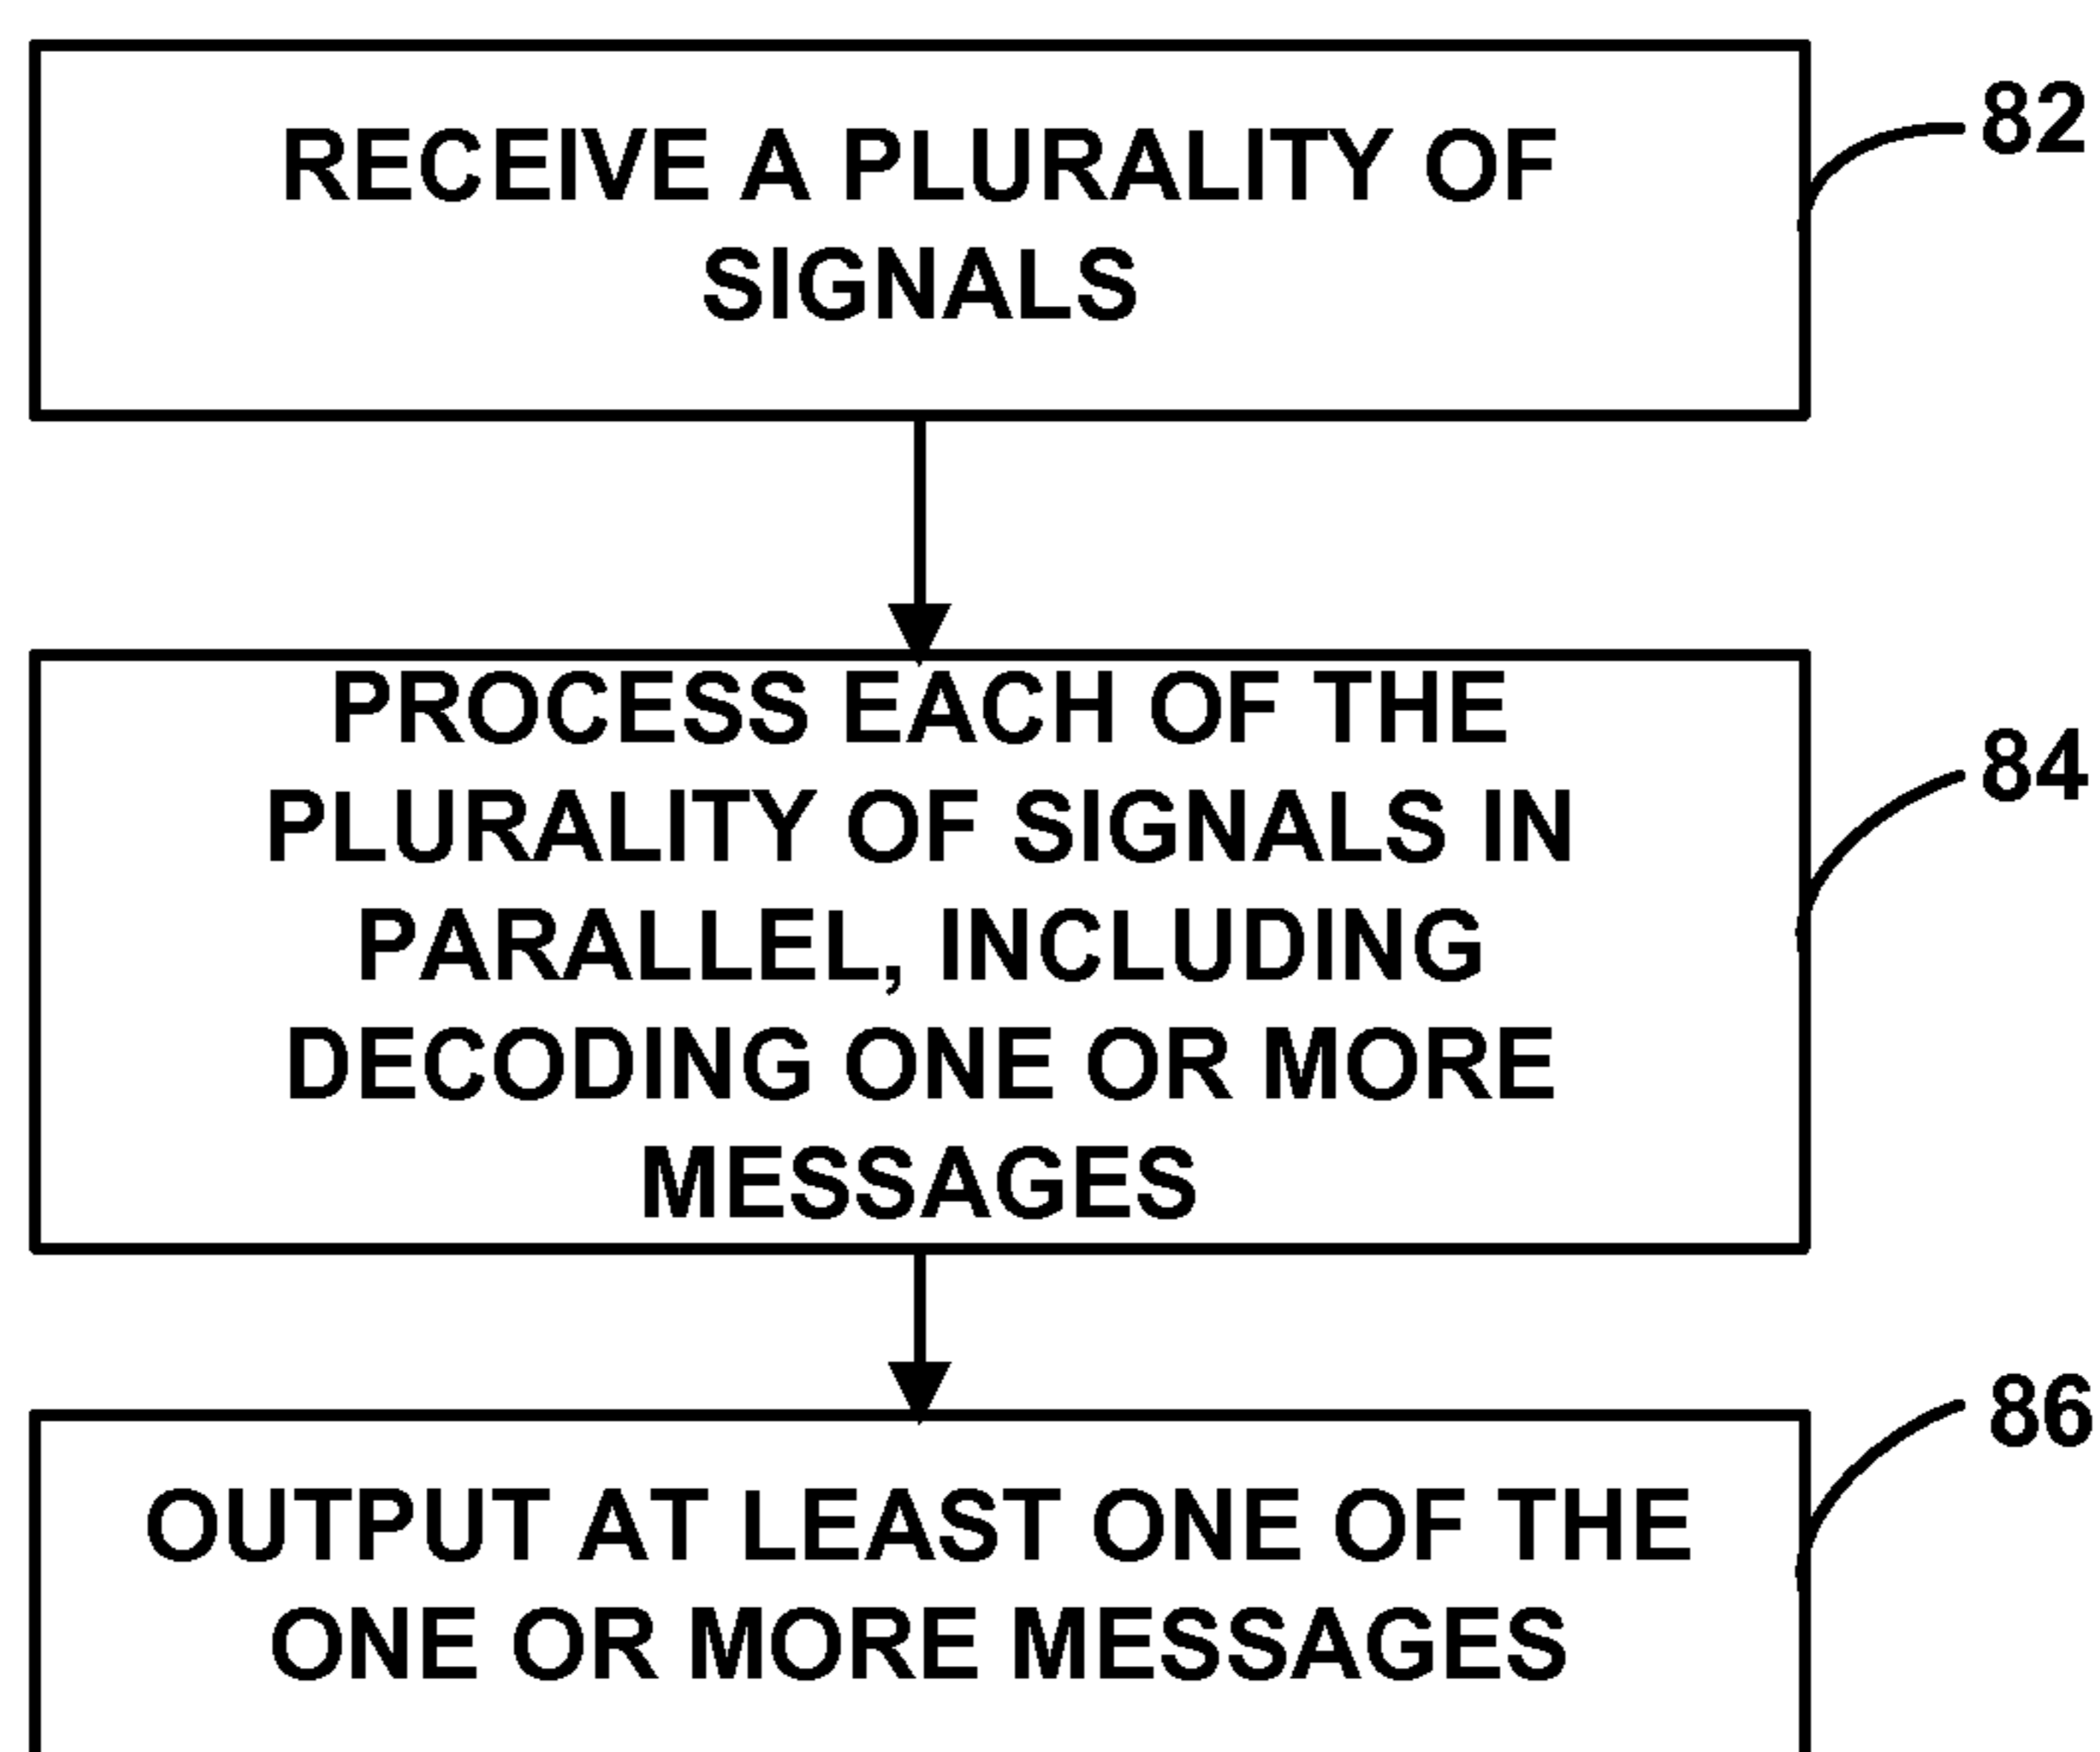 RECEIVE A PLURALITY OF
SIGNALS
82
PROCESS EACH OF THE
PLURALITY OF SIGNALS IN
PARALLEL, INCLUDING
DECODING ONE OR MORE
MESSAGES
84
OUTPUT AT LEAST ONE OF THE
ONE OR MORE MESSAGES
86